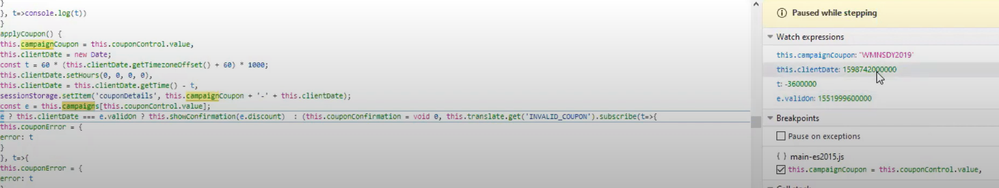 }
}, t=>console.log(t))
}
applyCoupon() {
this.campaignCoupon = this.couponControl.value,
this.clientDate = new Date;
const t = 60 * (this.clientDate.getTimezoneOffset() + 60) * 1000;
this.clientDate.setHours(0, 0, 0, 0),
this.clientDate = this.clientDate.getTime() - t,
sessionStorage.setItem('couponDetails', this.campaignCoupon + '-' + this.clientDate);
const e = this.campaigns[this.couponControl.value];
e ? this.clientDate === e.validOn ? this.showConfirmation(e.discount)  : (this.couponConfirmation = void 0, this.translate.get('INVALID_COUPON').subscribe(t=>{
this.couponError = {
error: t
}
}, t=>{
this.couponError = {
error: t
Paused while stepping
Watch expressions
this.campaignCoupon: "WMNSDY2019"
this.clientDate: 1598742000000
t: -3600000
e.validOn: 1551999600000
Breakpoints
Pause on exceptions
{ } main-es2015.js
this.campaignCoupon = this.couponControl.value,